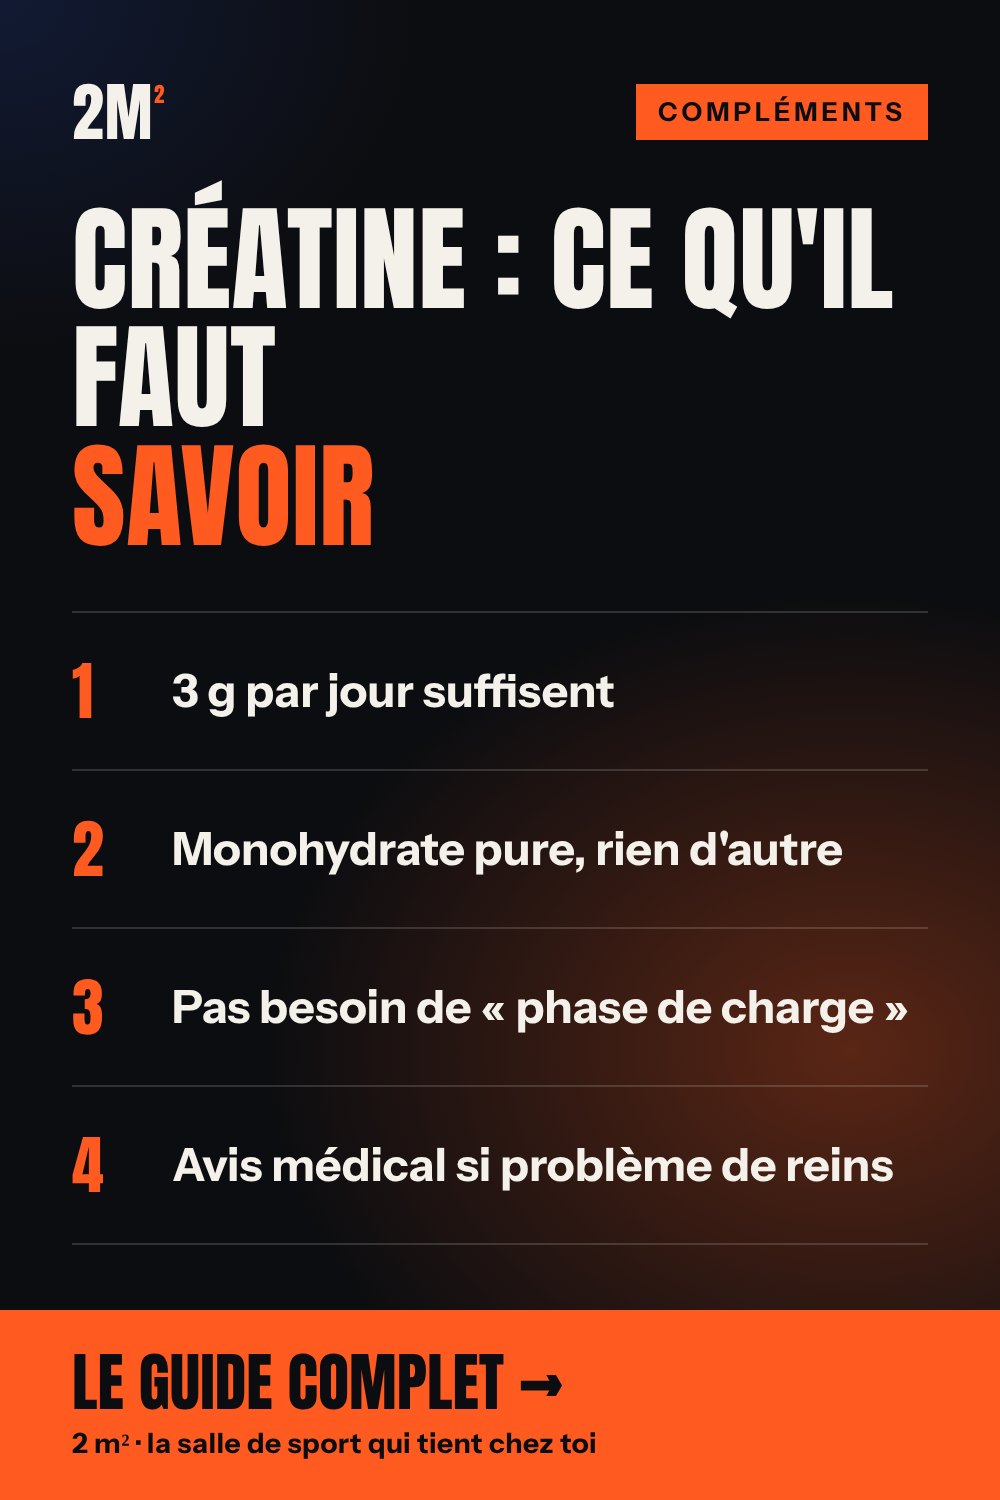 2M²
COMPLÉMENTS
CRÉATINE : CE QU'IL
FAUT
SAVOIR
1 3 g par jour suffisent
2 Monohydrate pure, rien d'autre
3 Pas besoin de « phase de charge »
4 Avis médical si problème de reins
LE GUIDE COMPLET →
2 m² · la salle de sport qui tient chez toi